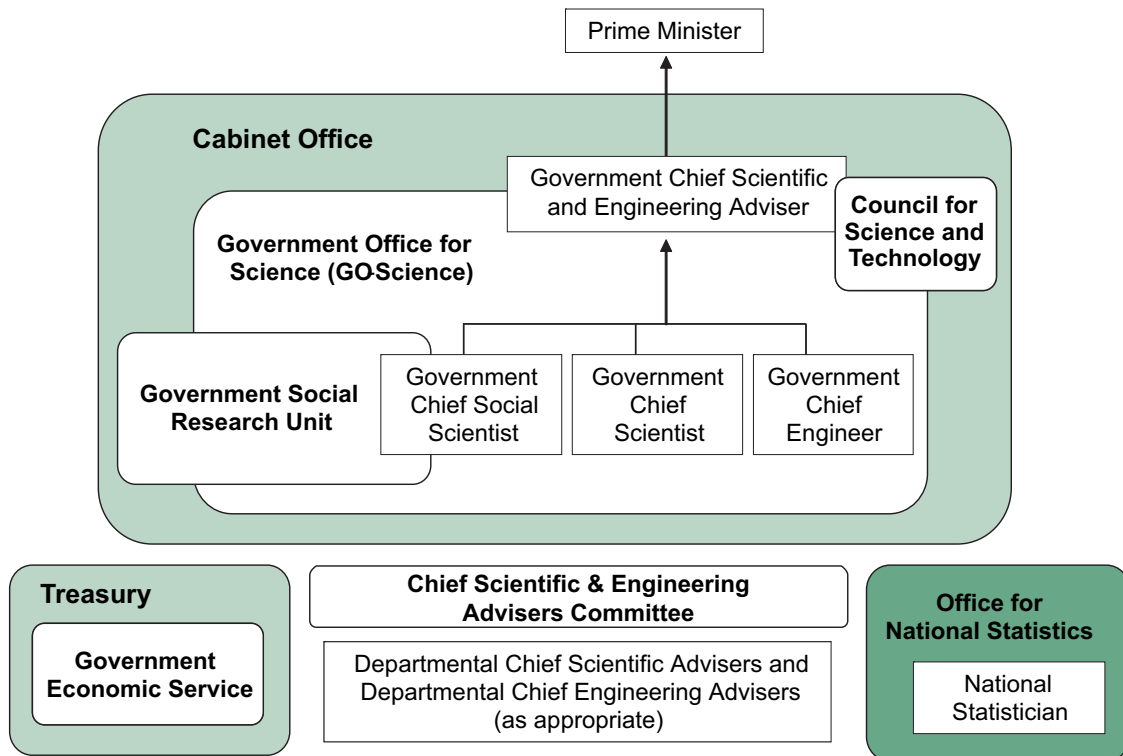 Prime Minister
Cabinet Office
Government Chief Scientific
and Engineering Adviser
Council for
Science and
Technology
Government Office for
Science (GO-Science)
Government Social
Research Unit
Government
Chief Social
Scientist
Government
Chief
Scientist
Government
Chief
Engineer
Treasury
Government
Economic Service
Chief Scientific & Engineering
Advisers Committee
Departmental Chief Scientific Advisers and
Departmental Chief Engineering Advisers
(as appropriate)
Office for
National Statistics
National
Statistician